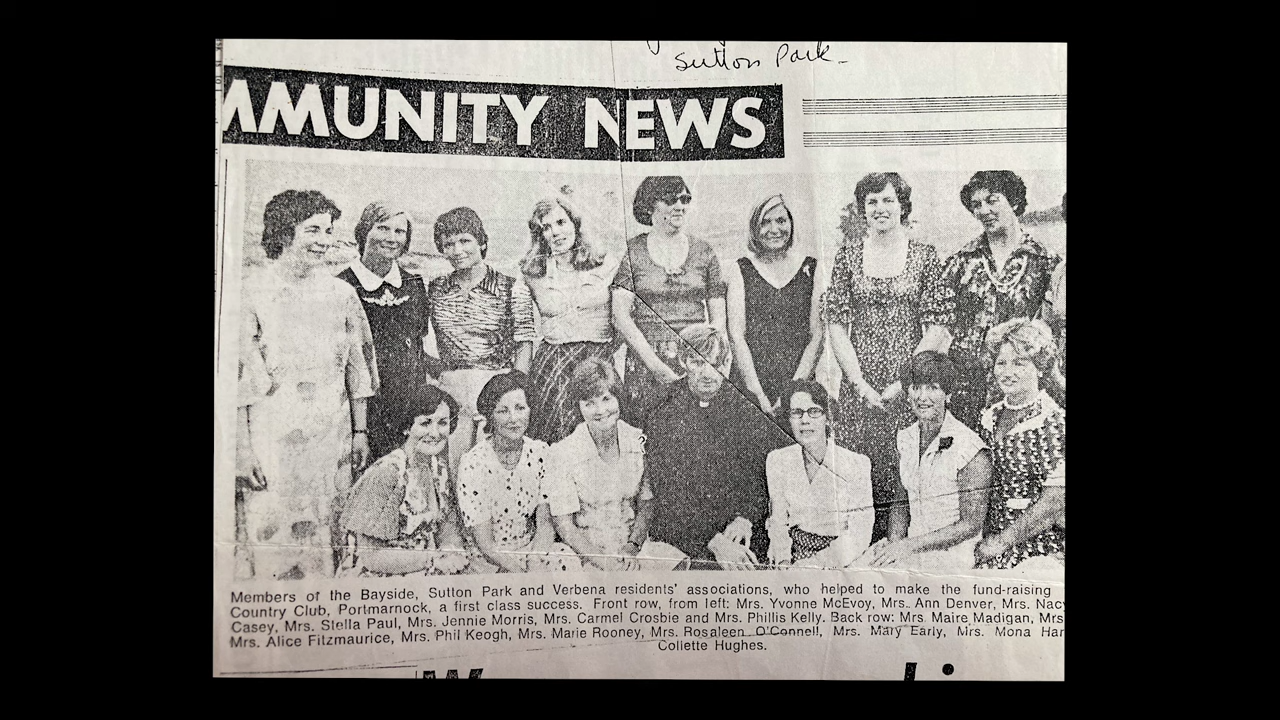 Sutton Park-
MMUNITY NEWS
Members of the Bayside, Sutton Park and Verbena residents' associations, who helped to make the fund-raising
Country Club, Portmarnock, a first class success. Front row, from left: Mrs. Yvonne McEvoy, Mrs. Ann Denver, Mrs. Nacy
Casey, Mrs. Stella Paul, Mrs. Jennie Morris, Mrs. Carmel Crosbie and Mrs. Phillis Kelly. Back row: Mrs. Maire Madigan, Mrs
Mrs. Alice Fitzmaurice, Mrs. Phil Keogh, Mrs. Marie Rooney, Mrs. Rosaleen O'Connell, Mrs. Mary Early, Mrs. Mona Har
Collette Hughes.